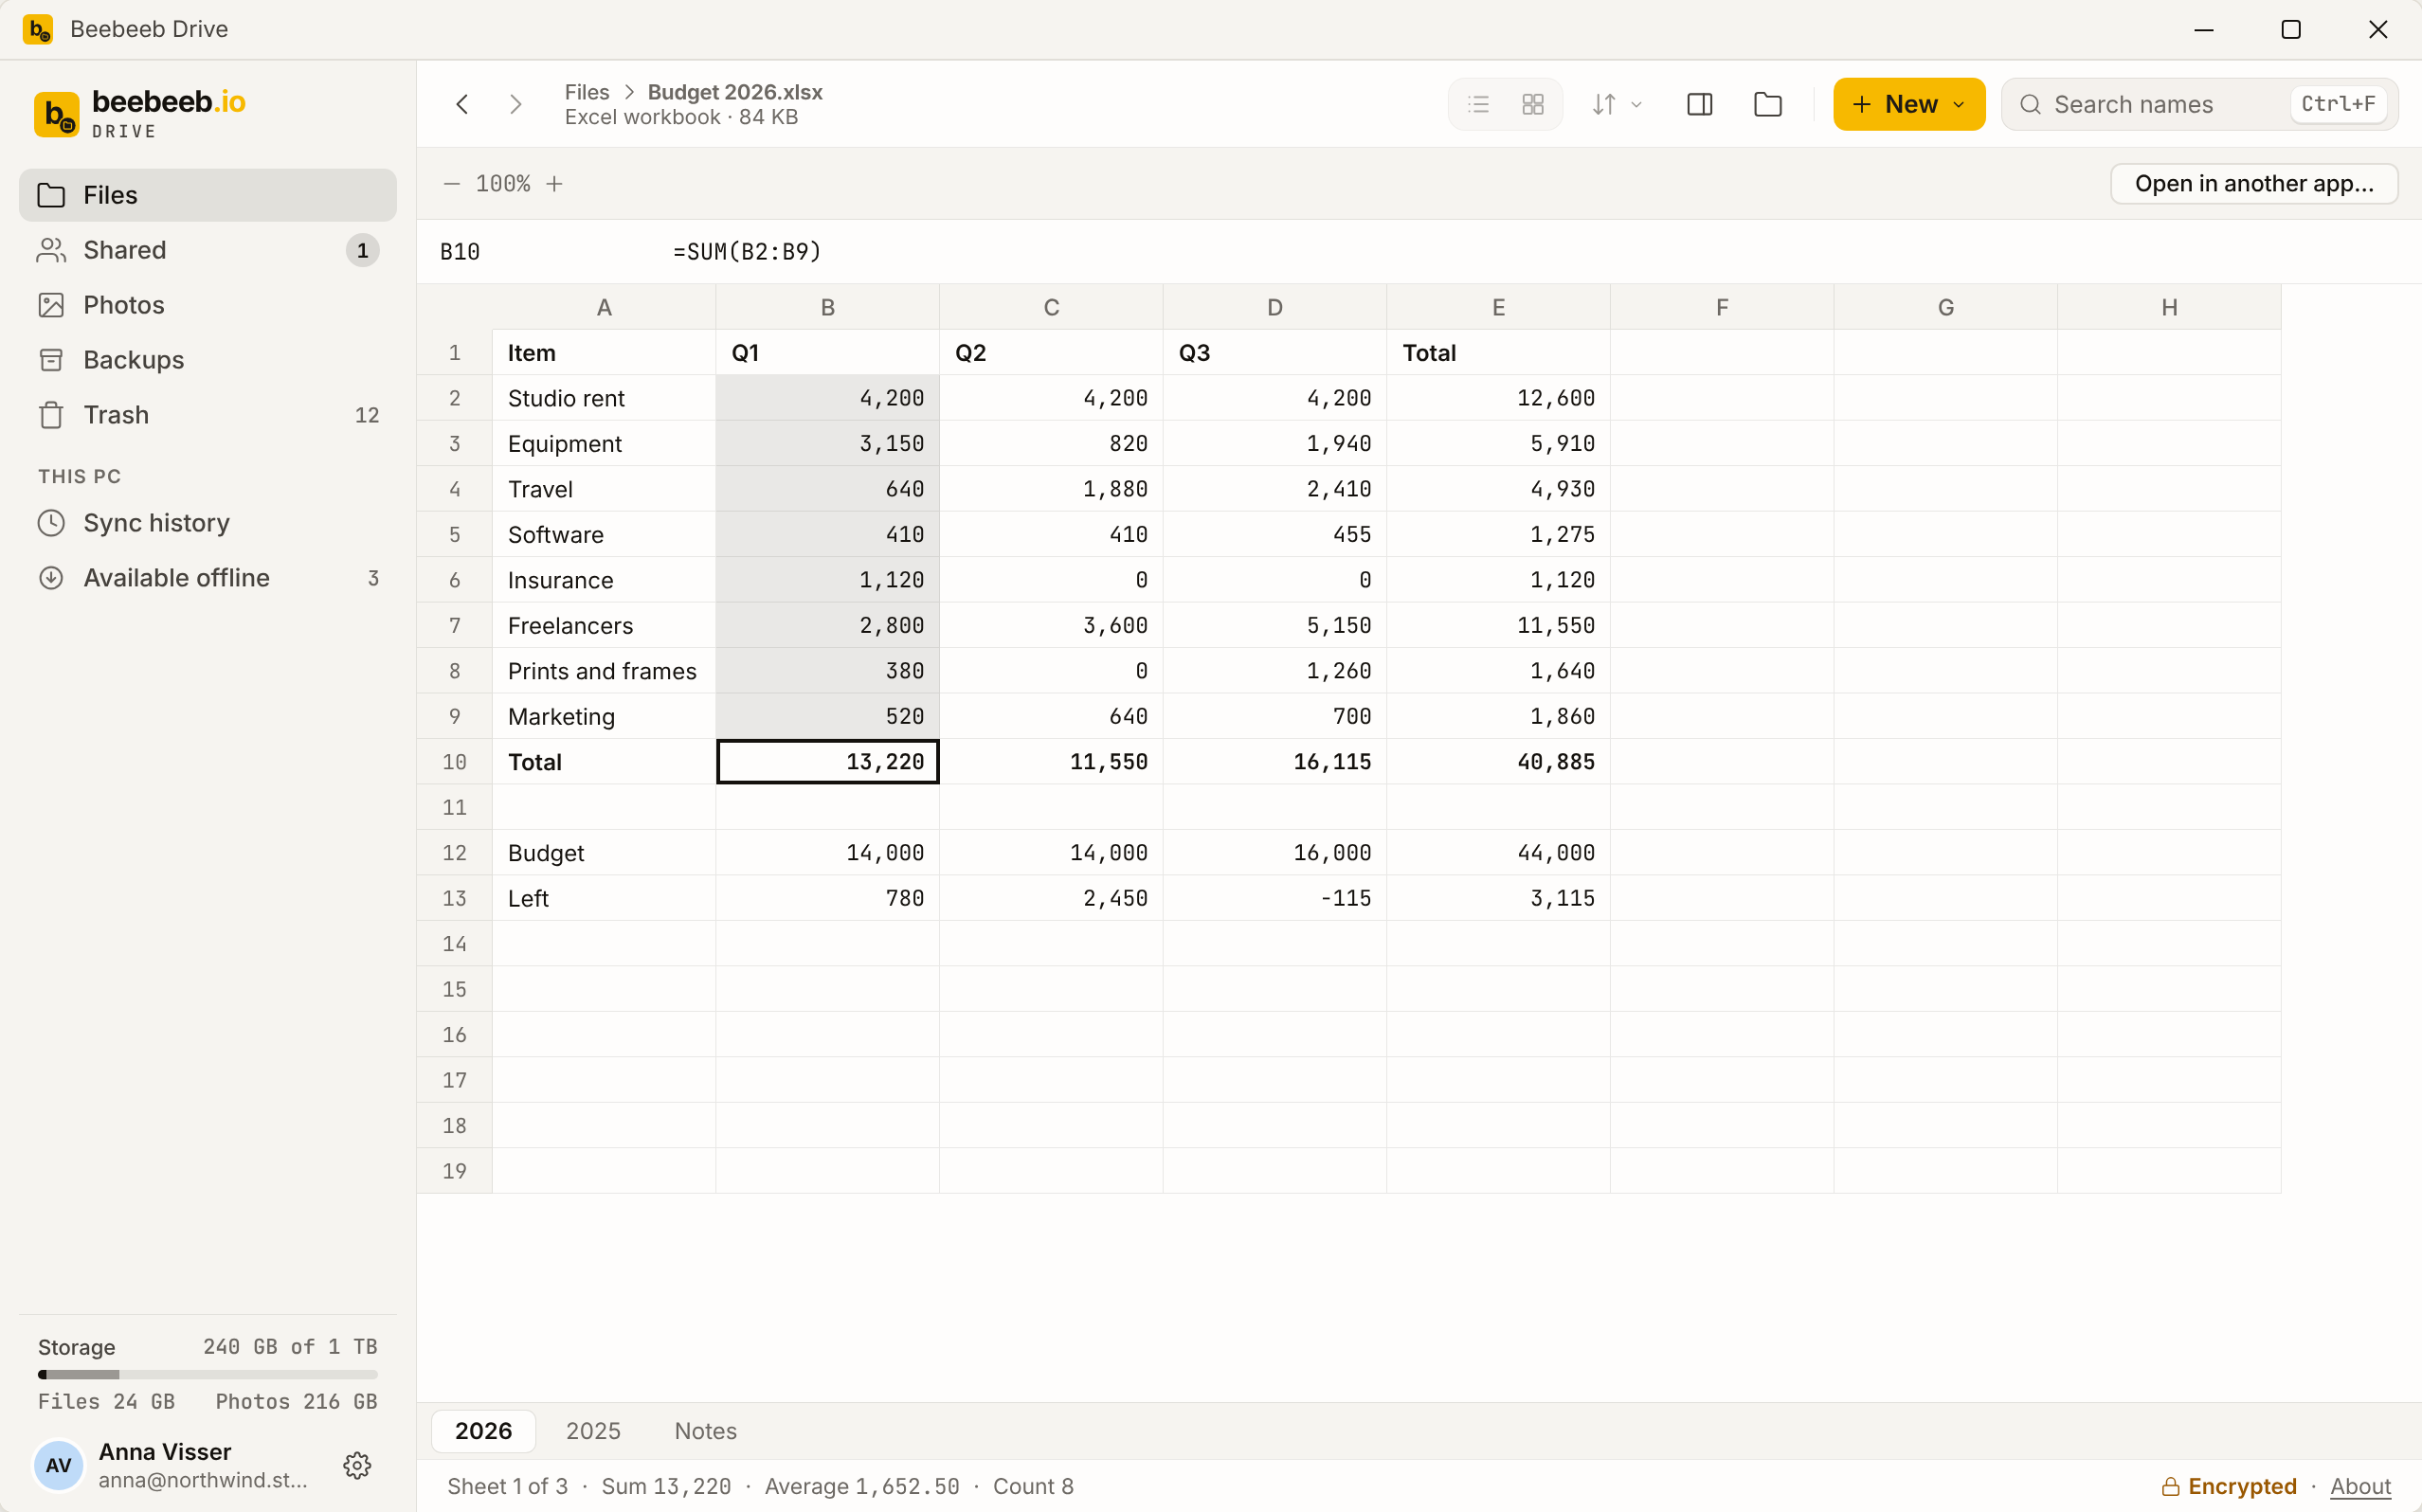 Beebeeb Drive
beebeeb.io
DRIVE
Files
Shared 1
Photos
Backups
Trash 12
THIS PC
Sync history
Available offline 3
Storage 240 GB of 1 TB
Files 24 GB Photos 216 GB
AV
Anna Visser
anna@northwind.st...
Files > Budget 2026.xlsx
Excel workbook · 84 KB
+ New
Search names Ctrl+F
− 100% +
Open in another app...
B10 =SUM(B2:B9)
A B C D E F G H
1 Item Q1 Q2 Q3 Total
2 Studio rent 4,200 4,200 4,200 12,600
3 Equipment 3,150 820 1,940 5,910
4 Travel 640 1,880 2,410 4,930
5 Software 410 410 455 1,275
6 Insurance 1,120 0 0 1,120
7 Freelancers 2,800 3,600 5,150 11,550
8 Prints and frames 380 0 1,260 1,640
9 Marketing 520 640 700 1,860
10 Total 13,220 11,550 16,115 40,885
11
12 Budget 14,000 14,000 16,000 44,000
13 Left 780 2,450 -115 3,115
14
15
16
17
18
19
2026 2025 Notes
Sheet 1 of 3 · Sum 13,220 · Average 1,652.50 · Count 8
Encrypted · About